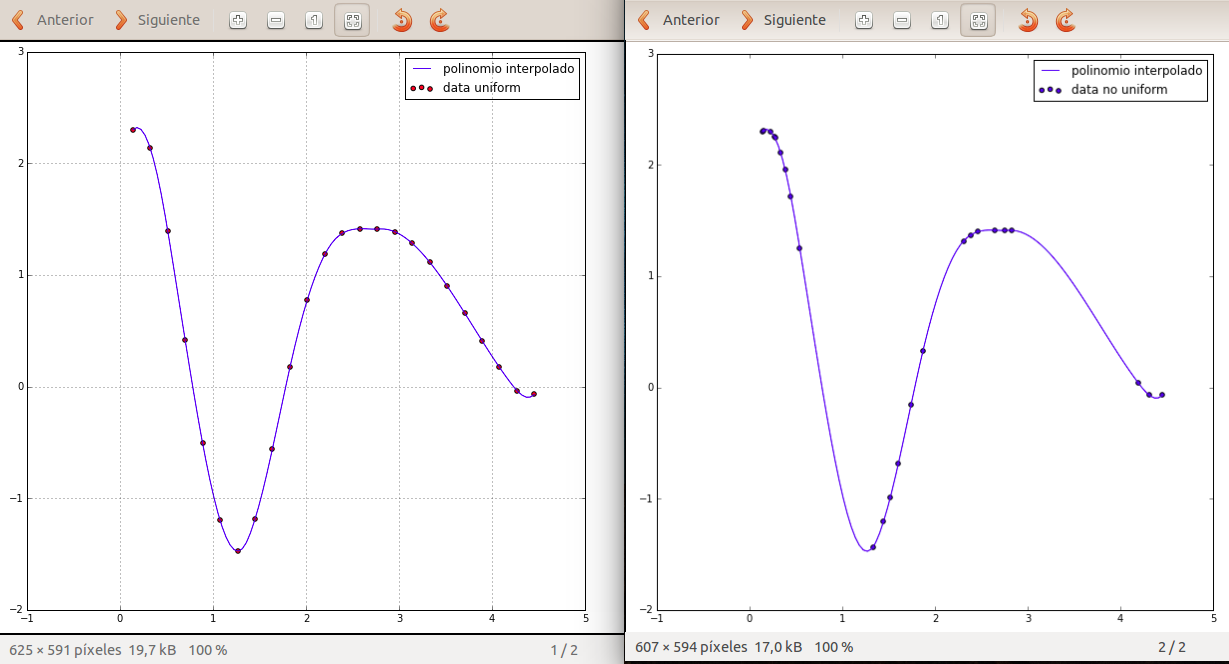 Anterior Siguiente
3
2
1
0
−1
−2
−1 0 1 2 3 4 5
polinomio interpolado
data uniform
625 × 591 píxeles 19,7 kB 100 % 1 / 2
Anterior Siguiente
3
2
1
0
−1
−2
−1 0 1 2 3 4 5
polinomio interpolado
data no uniform
607 × 594 píxeles 17,0 kB 100 % 2 / 2